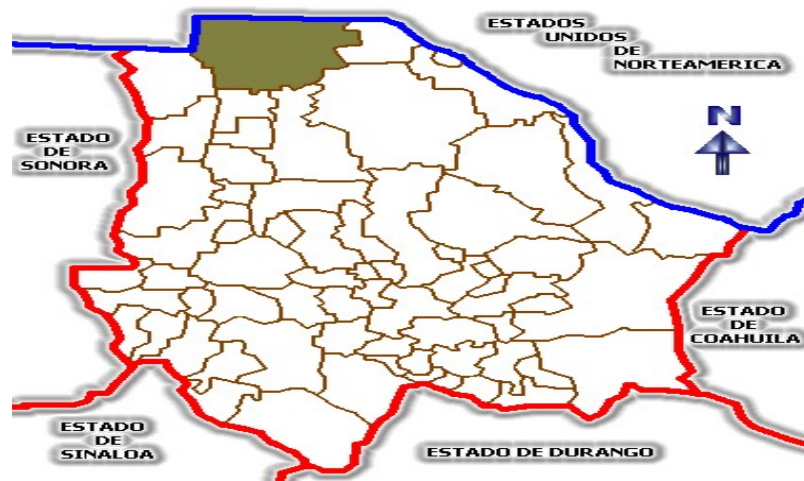 ESTADOS
UNIDOS
DE
NORTEAMERICA
N
ESTADO
DE
SONORA
ESTADO
DE
COAHUILA
ESTADO
DE
SINALOA
ESTADO DE DURANGO